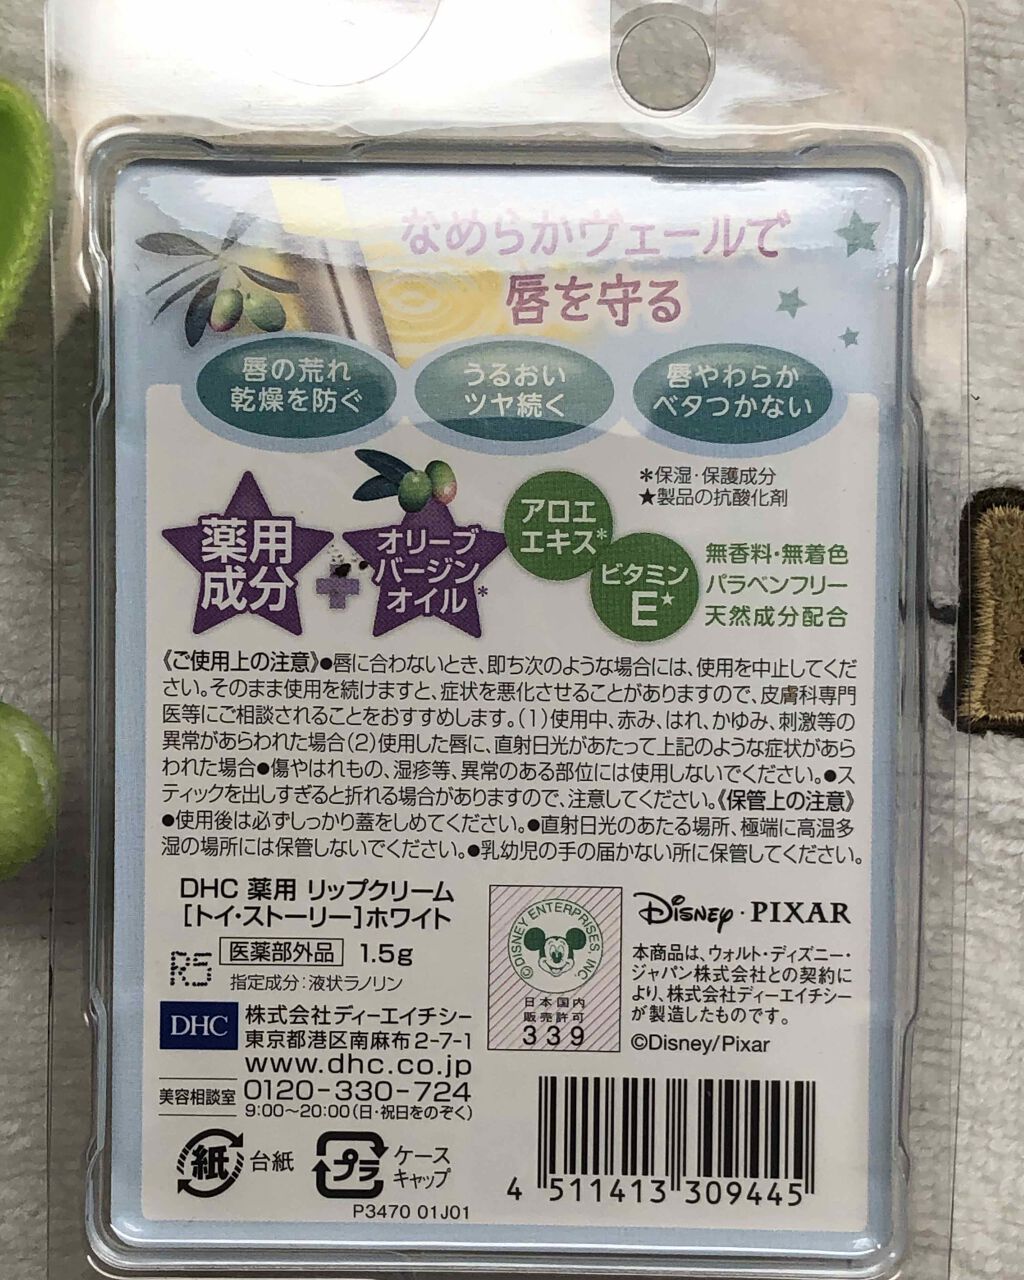 なめらかヴェールで
唇を守る
唇の荒れ
乾燥を防ぐ
うるおい
ツヤ続く
唇やわらか
ベタつかない
薬用
成分
オリーブ
バージン
オイル*
アロエ
エキス*
ビタミン
E★
*保湿・保護成分
★製品の抗酸化剤
無香料・無着色
パラベンフリー
天然成分配合
《ご使用上の注意》●唇に合わないとき、即ち次のような場合には、使用を中止してくだ
さい。そのまま使用を続けますと、症状を悪化させることがありますので、皮膚科専門
医等にご相談されることをおすすめします。(1)使用中、赤み、はれ、かゆみ、刺激等の
異常があらわれた場合(2)使用した唇に、直射日光があたって上記のような症状があら
われた場合●傷やはれもの、湿疹等、異常のある部位には使用しないでください。●ス
ティックを出しすぎると折れる場合がありますので、注意してください。《保管上の注意》
●使用後は必ずしっかり蓋をしめてください。●直射日光のあたる場所、極端に高温多
湿の場所には保管しないでください。●乳幼児の手の届かない所に保管してください。
DHC 薬用 リップクリーム
[トイ・ストーリー]ホワイト
R5
医薬部外品 1.5g
指定成分:液状ラノリン
DHC
株式会社ディーエイチシー
東京都港区南麻布2-7-1
www.dhc.co.jp
美容相談室
0120-330-724
9:00〜20:00(日・祝日をのぞく)
紙 台紙
プラ
ケース
キャップ
P3470 01J01
©DISNEY ENTERPRISES, INC.
日本国内
販売許可
339
Disney・PIXAR
本商品は、ウォルト・ディズニー・
ジャパン株式会社との契約に
より、株式会社ディーエイチシー
が製造したものです。
©Disney/Pixar
4 511413 309445